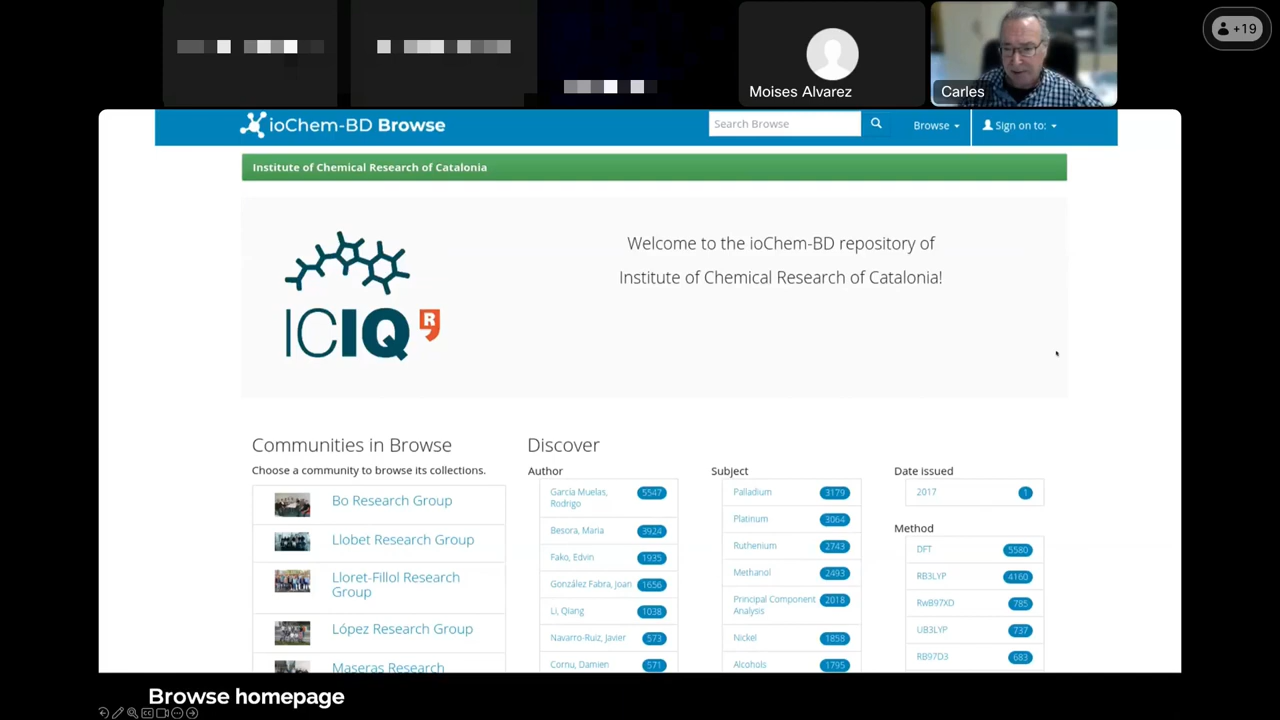 +19
Moises Alvarez
Carles
ioChem-BD Browse
Search Browse
Browse
Sign on to:
Institute of Chemical Research of Catalonia
Welcome to the ioChem-BD repository of
Institute of Chemical Research of Catalonia!
ICIQ R
Communities in Browse
Choose a community to browse its collections.
Bo Research Group
Llobet Research Group
Lloret-Fillol Research
Group
López Research Group
Maseras Research
Discover
Author
García Muelas,
Rodrigo
5547
Besora, Maria 3924
Fako, Edvin 1935
González Fabra, Joan 1656
Li, Qiang 1038
Navarro-Ruiz, Javier 573
Cornu, Damien 571
Subject
Palladium 3179
Platinum 3064
Ruthenium 2743
Methanol 2493
Principal Component
Analysis
2018
Nickel 1858
Alcohols 1795
Date issued
2017 1
Method
DFT 5580
RB3LYP 4160
RwB97XD 785
UB3LYP 737
RB97D3 683
Browse homepage